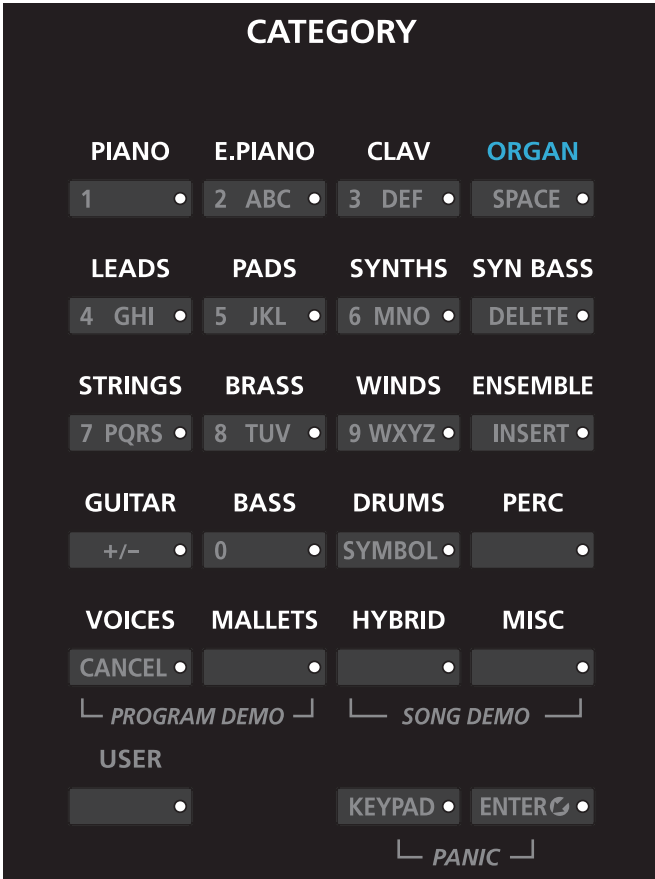 CATEGORY
PIANO E.PIANO CLAV ORGAN
1 2 ABC 3 DEF SPACE
LEADS PADS SYNTHS SYN BASS
4 GHI 5 JKL 6 MNO DELETE
STRINGS BRASS WINDS ENSEMBLE
7 PQRS 8 TUV 9 WXYZ INSERT
GUITAR BASS DRUMS PERC
+/− 0 SYMBOL
VOICES MALLETS HYBRID MISC
CANCEL
PROGRAM DEMO SONG DEMO
USER
KEYPAD ENTER
PANIC